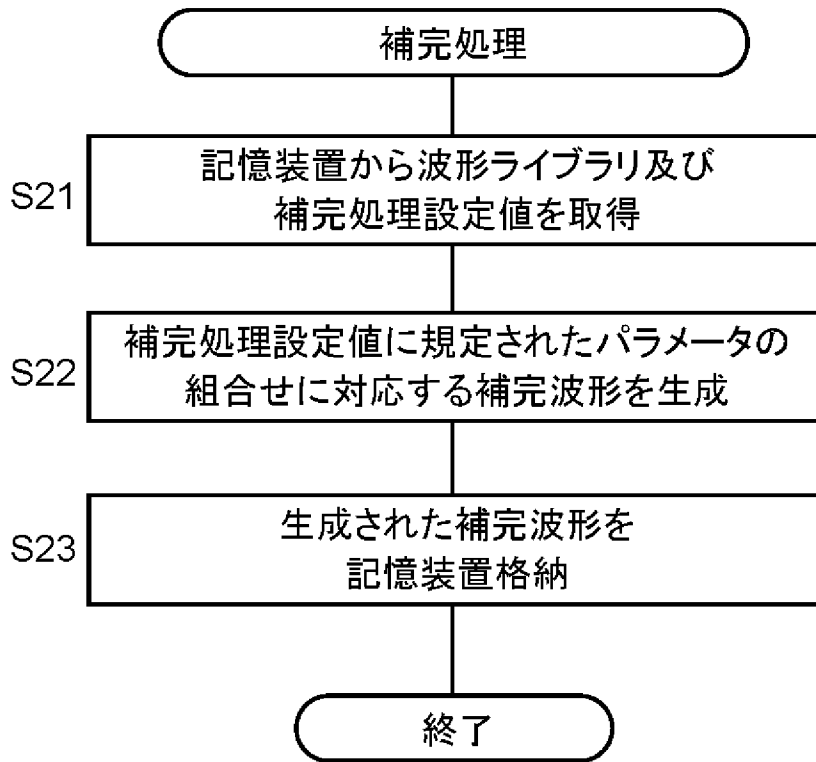 補完処理
S21
記憶装置から波形ライブラリ及び
補完処理設定値を取得
S22
補完処理設定値に規定されたパラメータの
組合せに対応する補完波形を生成
S23
生成された補完波形を
記憶装置格納
終了